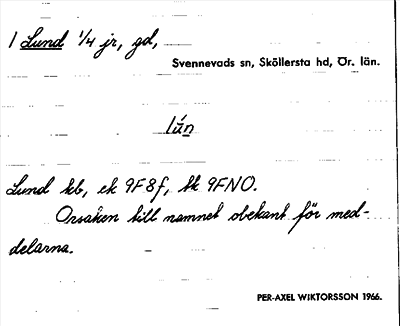 1 Lund 1/4 jr, gd,
Svennevads sn, Sköllersta hd, Ör. län.
lún
Lund kb, ek 9F8f, tk 9FNO.
Orsaken till namnet obekant för med-
delarna.
PER-AXEL WIKTORSSON 1966.